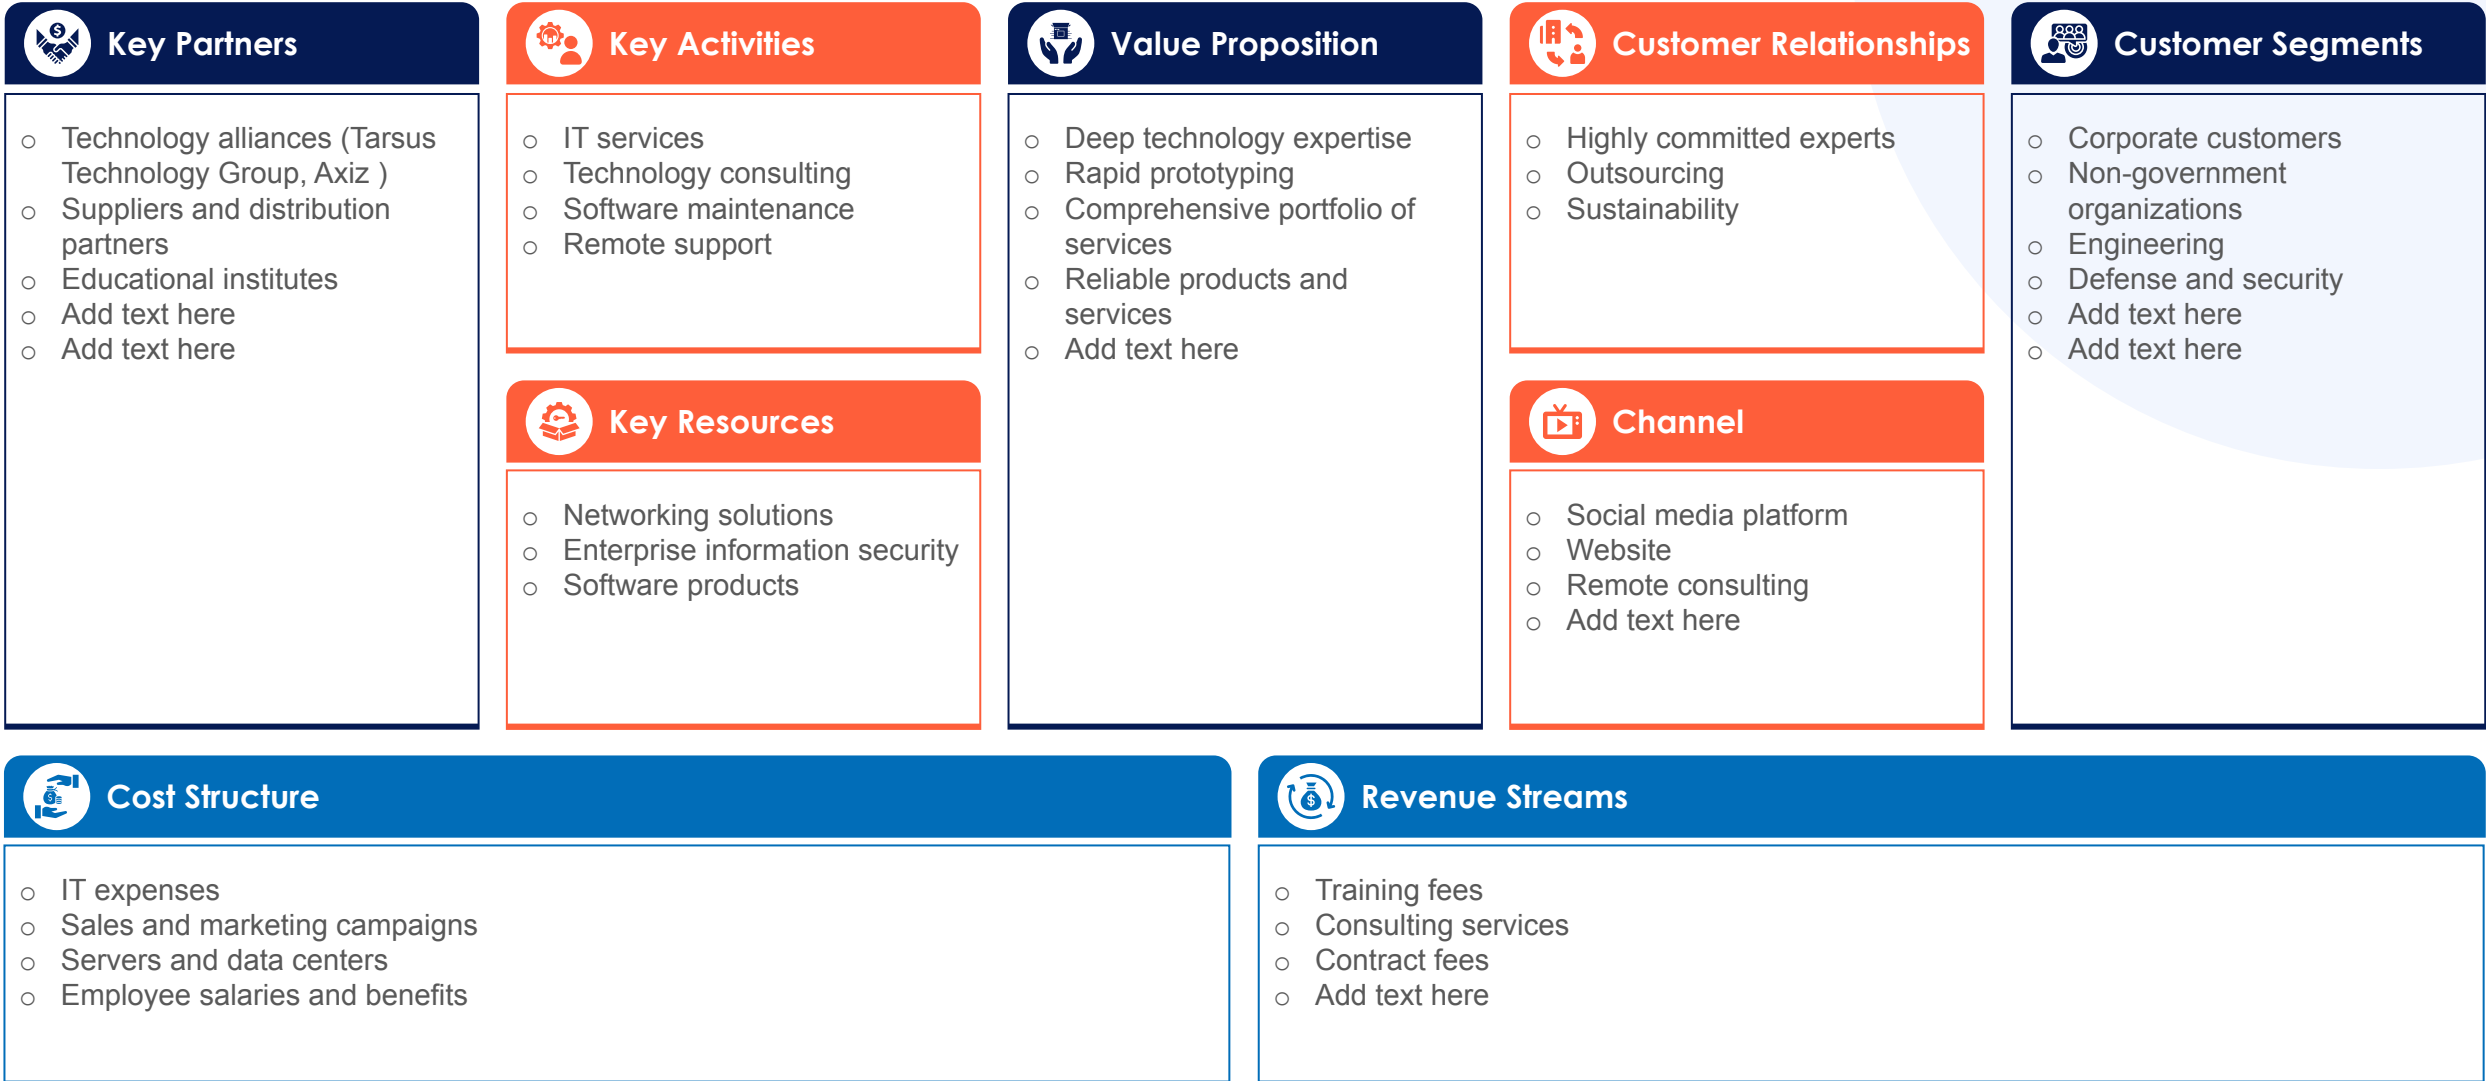 Key Partners
o Technology alliances (Tarsus
Technology Group, Axiz )
o Suppliers and distribution
partners
o Educational institutes
o Add text here
o Add text here
Key Activities
o IT services
o Technology consulting
o Software maintenance
o Remote support
Key Resources
o Networking solutions
o Enterprise information security
o Software products
Value Proposition
o Deep technology expertise
o Rapid prototyping
o Comprehensive portfolio of
services
o Reliable products and
services
o Add text here
Customer Relationships
o Highly committed experts
o Outsourcing
o Sustainability
Channel
o Social media platform
o Website
o Remote consulting
o Add text here
Customer Segments
o Corporate customers
o Non-government
organizations
o Engineering
o Defense and security
o Add text here
o Add text here
Cost Structure
o IT expenses
o Sales and marketing campaigns
o Servers and data centers
o Employee salaries and benefits
Revenue Streams
o Training fees
o Consulting services
o Contract fees
o Add text here